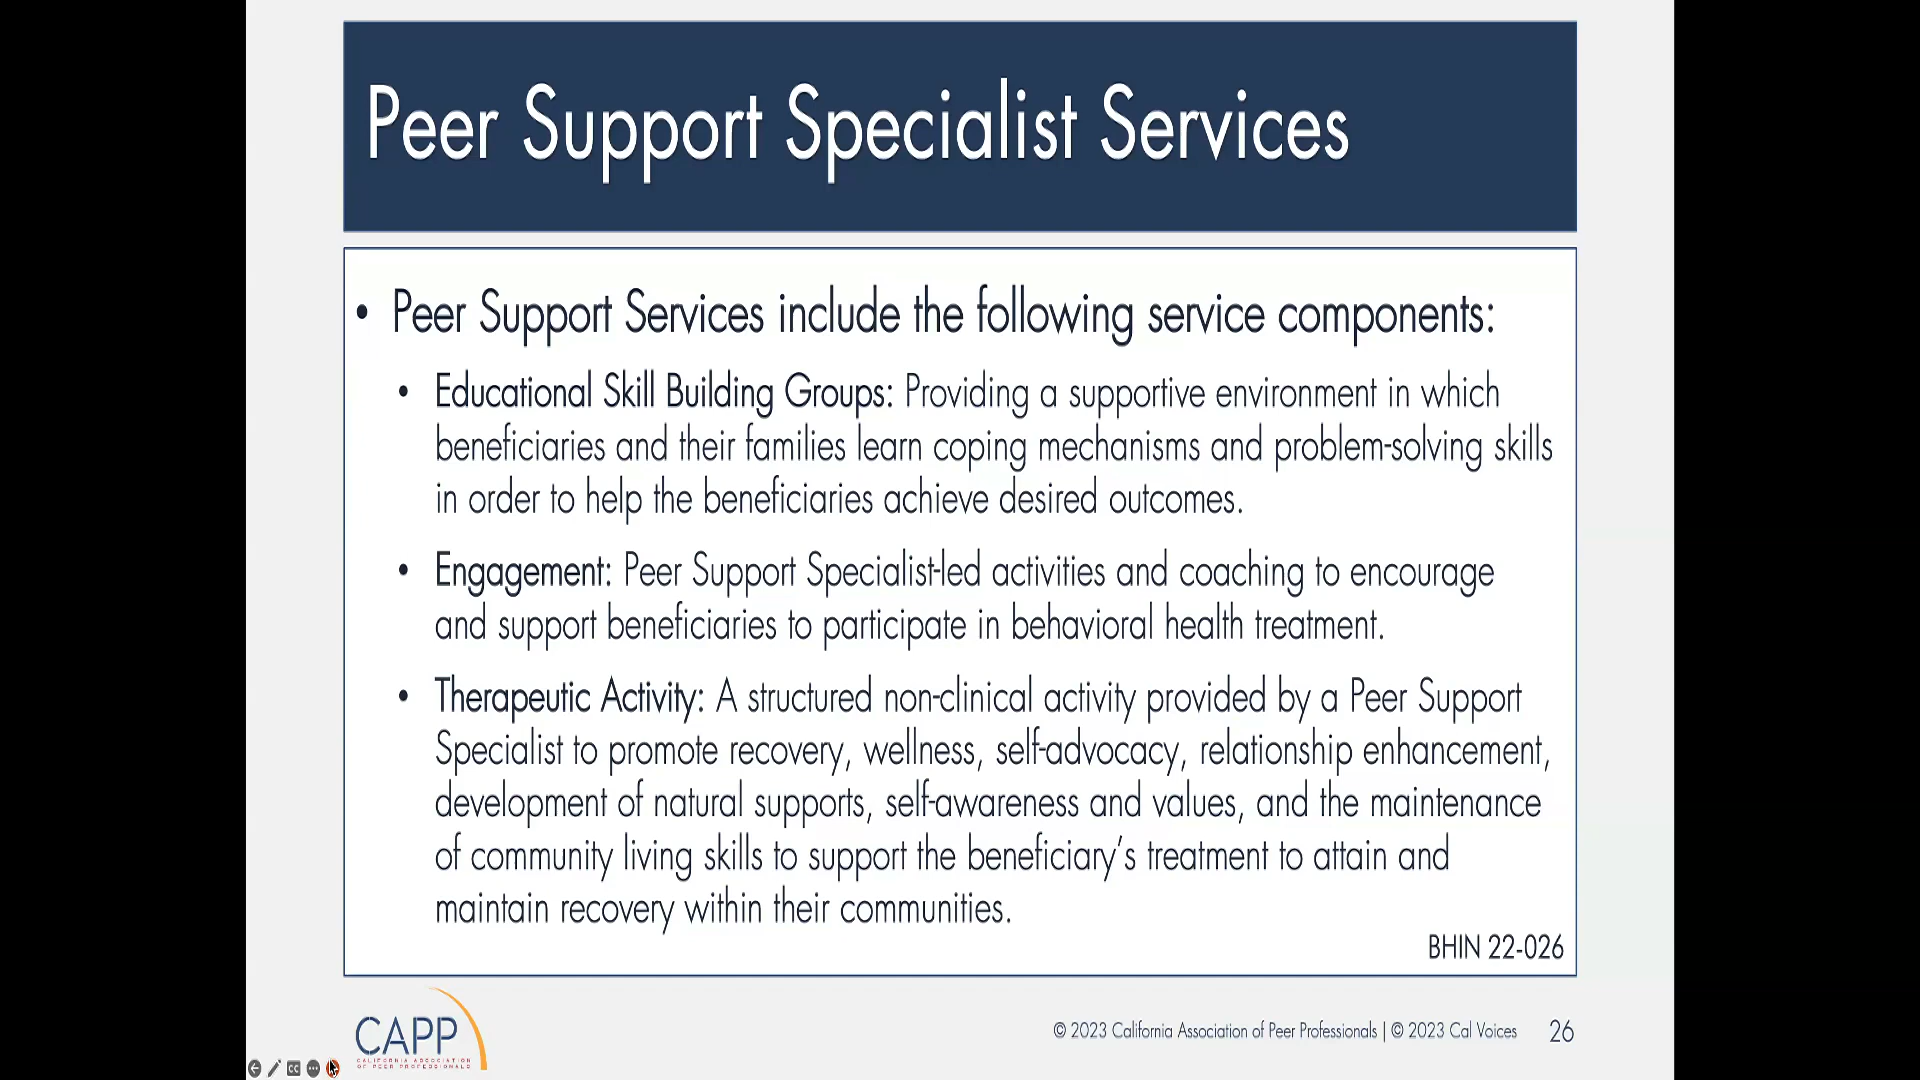 Peer Support Specialist Services
• Peer Support Services include the following service components:
• Educational Skill Building Groups: Providing a supportive environment in which
beneficiaries and their families learn coping mechanisms and problem-solving skills
in order to help the beneficiaries achieve desired outcomes.
• Engagement: Peer Support Specialist-led activities and coaching to encourage
and support beneficiaries to participate in behavioral health treatment.
• Therapeutic Activity: A structured non-clinical activity provided by a Peer Support
Specialist to promote recovery, wellness, self-advocacy, relationship enhancement,
development of natural supports, self-awareness and values, and the maintenance
of community living skills to support the beneficiary’s treatment to attain and
maintain recovery within their communities.
BHIN 22-026
CAPP
CALIFORNIA ASSOCIATION
OF PEER PROFESSIONALS
© 2023 California Association of Peer Professionals | © 2023 Cal Voices 26
CC